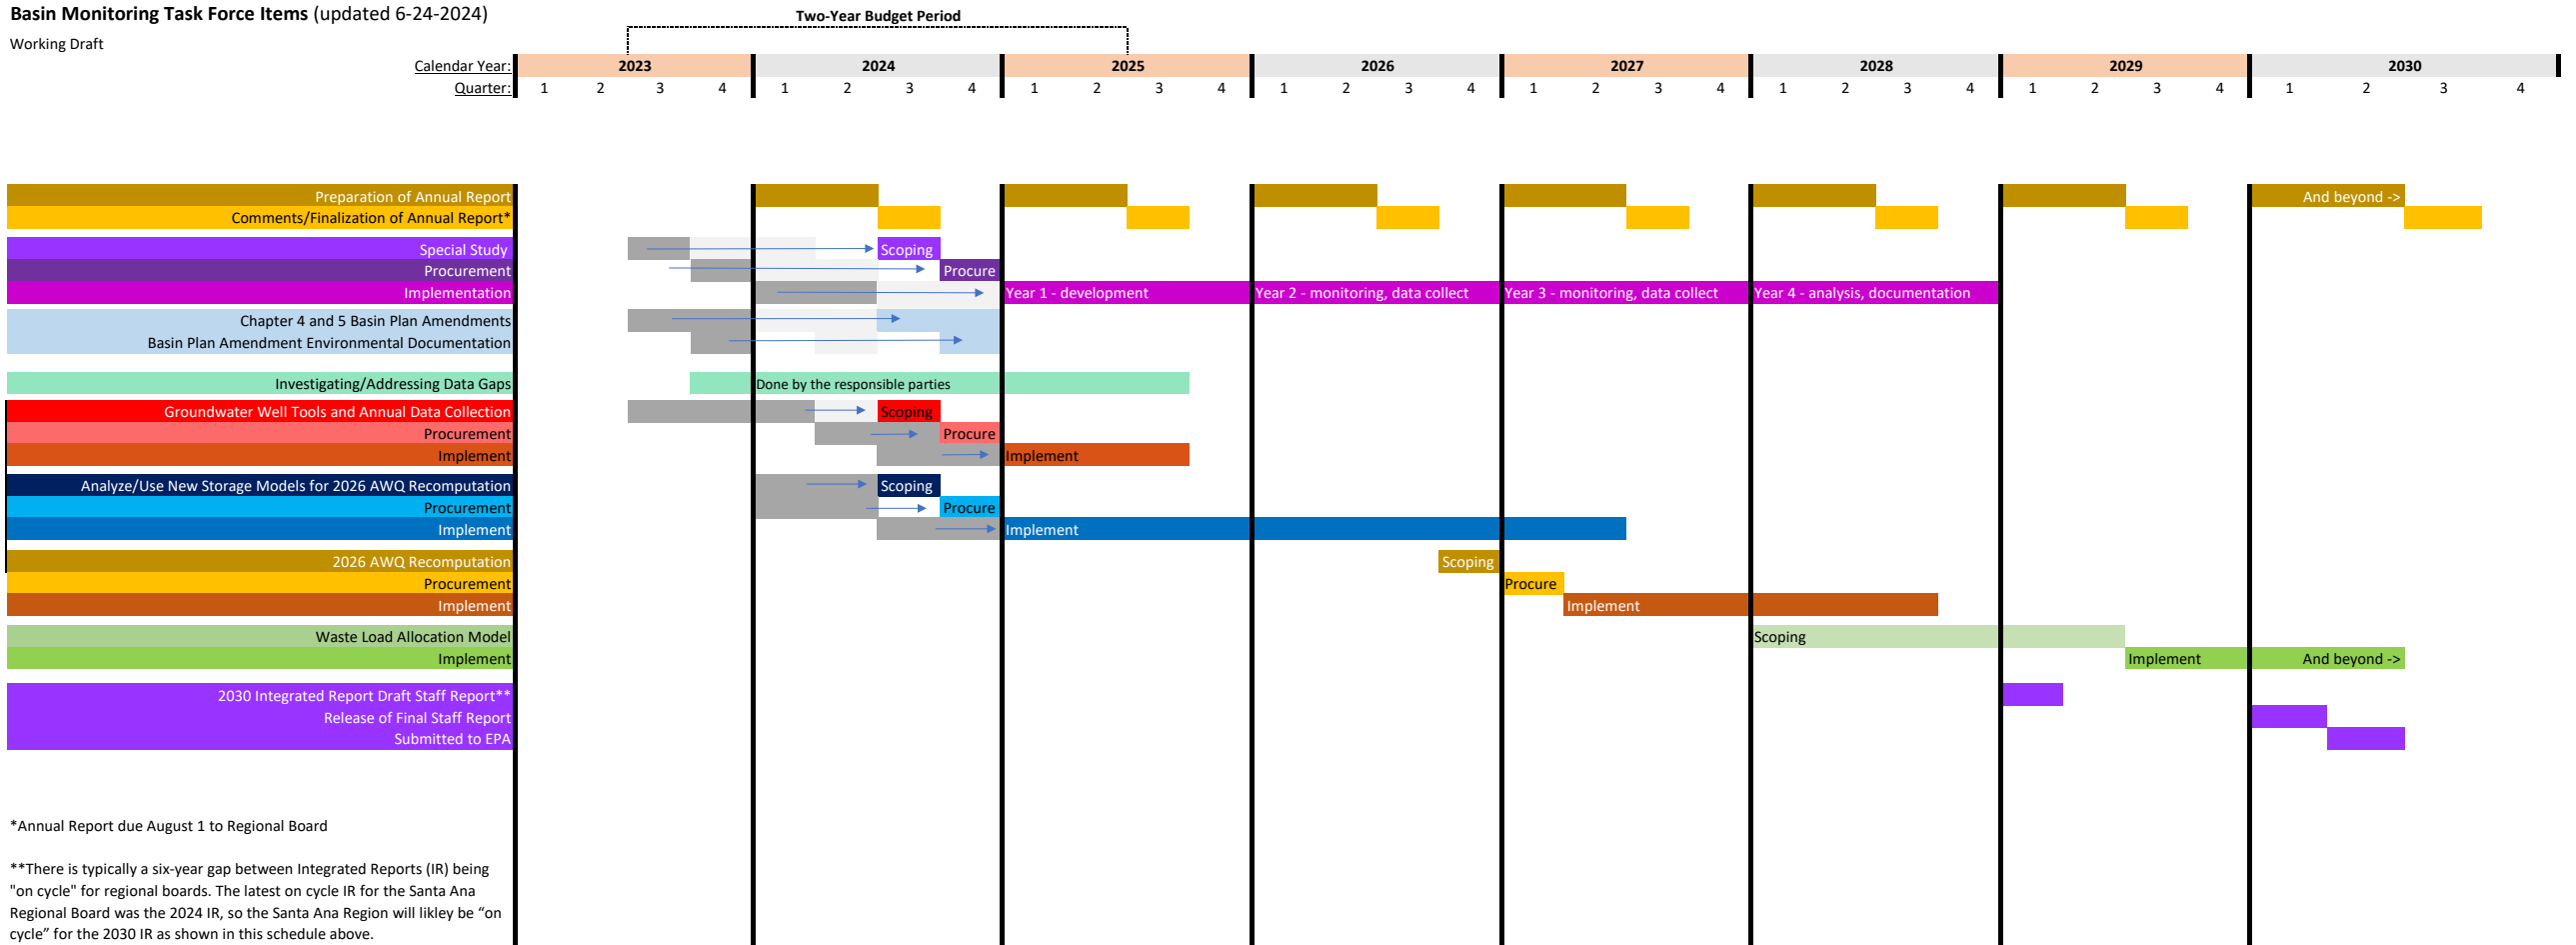 Basin Monitoring Task Force Items (updated 6-24-2024)
Two-Year Budget Period
Working Draft
Calendar Year: 2023 2024 2025 2026 2027 2028 2029 2030
Quarter: 1 2 3 4 1 2 3 4 1 2 3 4 1 2 3 4 1 2 3 4 1 2 3 4 1 2 3 4 1 2 3 4
Preparation of Annual Report And beyond ->
Comments/Finalization of Annual Report*
Special Study Scoping
Procurement Procure
Implementation Year 1 - development Year 2 - monitoring, data collect Year 3 - monitoring, data collect Year 4 - analysis, documentation
Chapter 4 and 5 Basin Plan Amendments
Basin Plan Amendment Environmental Documentation
Investigating/Addressing Data Gaps Done by the responsible parties
Groundwater Well Tools and Annual Data Collection Scoping
Procurement Procure
Implement Implement
Analyze/Use New Storage Models for 2026 AWQ Recomputation Scoping
Procurement Procure
Implement Implement
2026 AWQ Recomputation Scoping
Procurement Procure
Implement Implement
Waste Load Allocation Model Scoping
Implement Implement And beyond ->
2030 Integrated Report Draft Staff Report**
Release of Final Staff Report
Submitted to EPA
*Annual Report due August 1 to Regional Board
**There is typically a six-year gap between Integrated Reports (IR) being
"on cycle" for regional boards. The latest on cycle IR for the Santa Ana
Regional Board was the 2024 IR, so the Santa Ana Region will likley be “on
cycle” for the 2030 IR as shown in this schedule above.